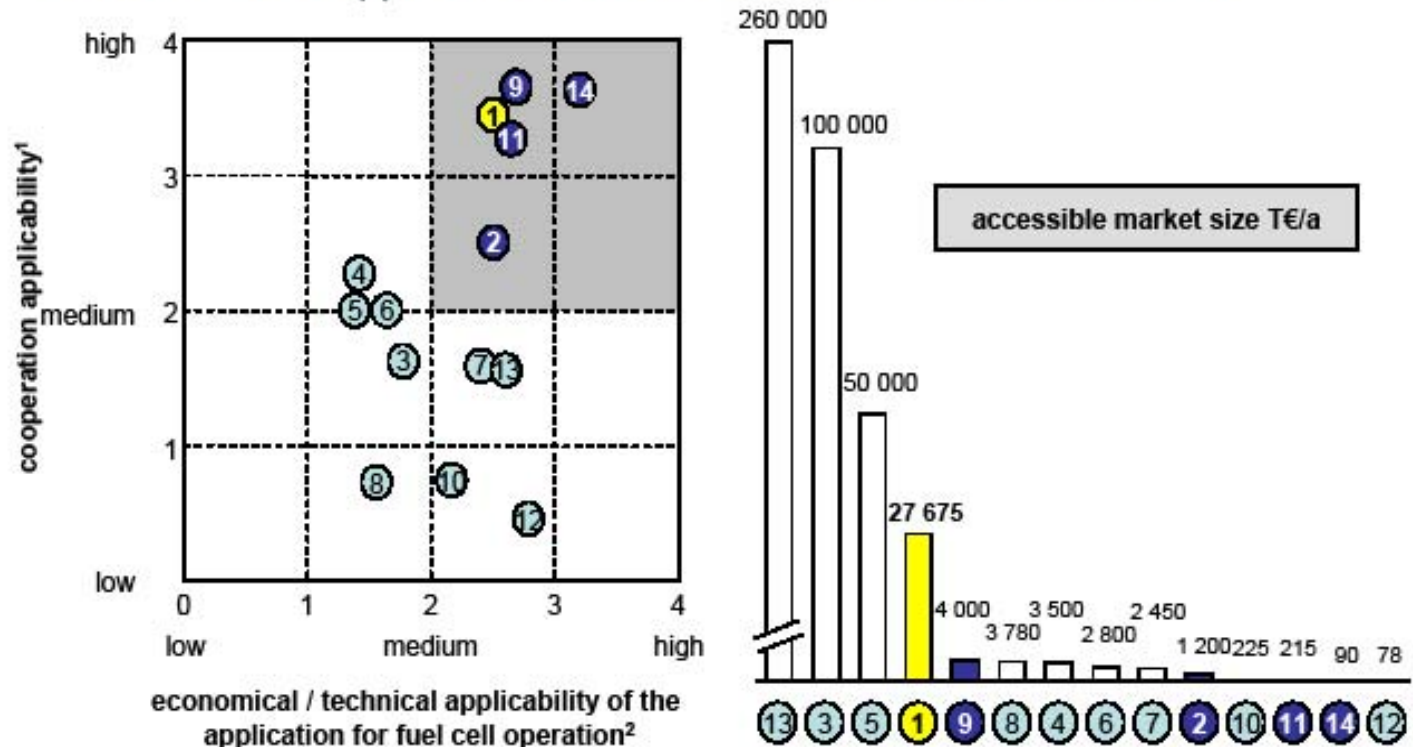 260 000
high 4
9 14
1
11
100 000
3
accessible market size T€/a
2
4
cooperation applicability¹
medium 2
5 6
3 7 13
50 000
1
8 10
12
27 675
low
0 1 2 3 4
low medium high
4 000 3 500 2 450
3 780 2 800 1 200 225 215 90 78
economical / technical applicability of the
application for fuel cell operation²
13 3 5 1 9 8 4 6 7 2 10 11 14 12